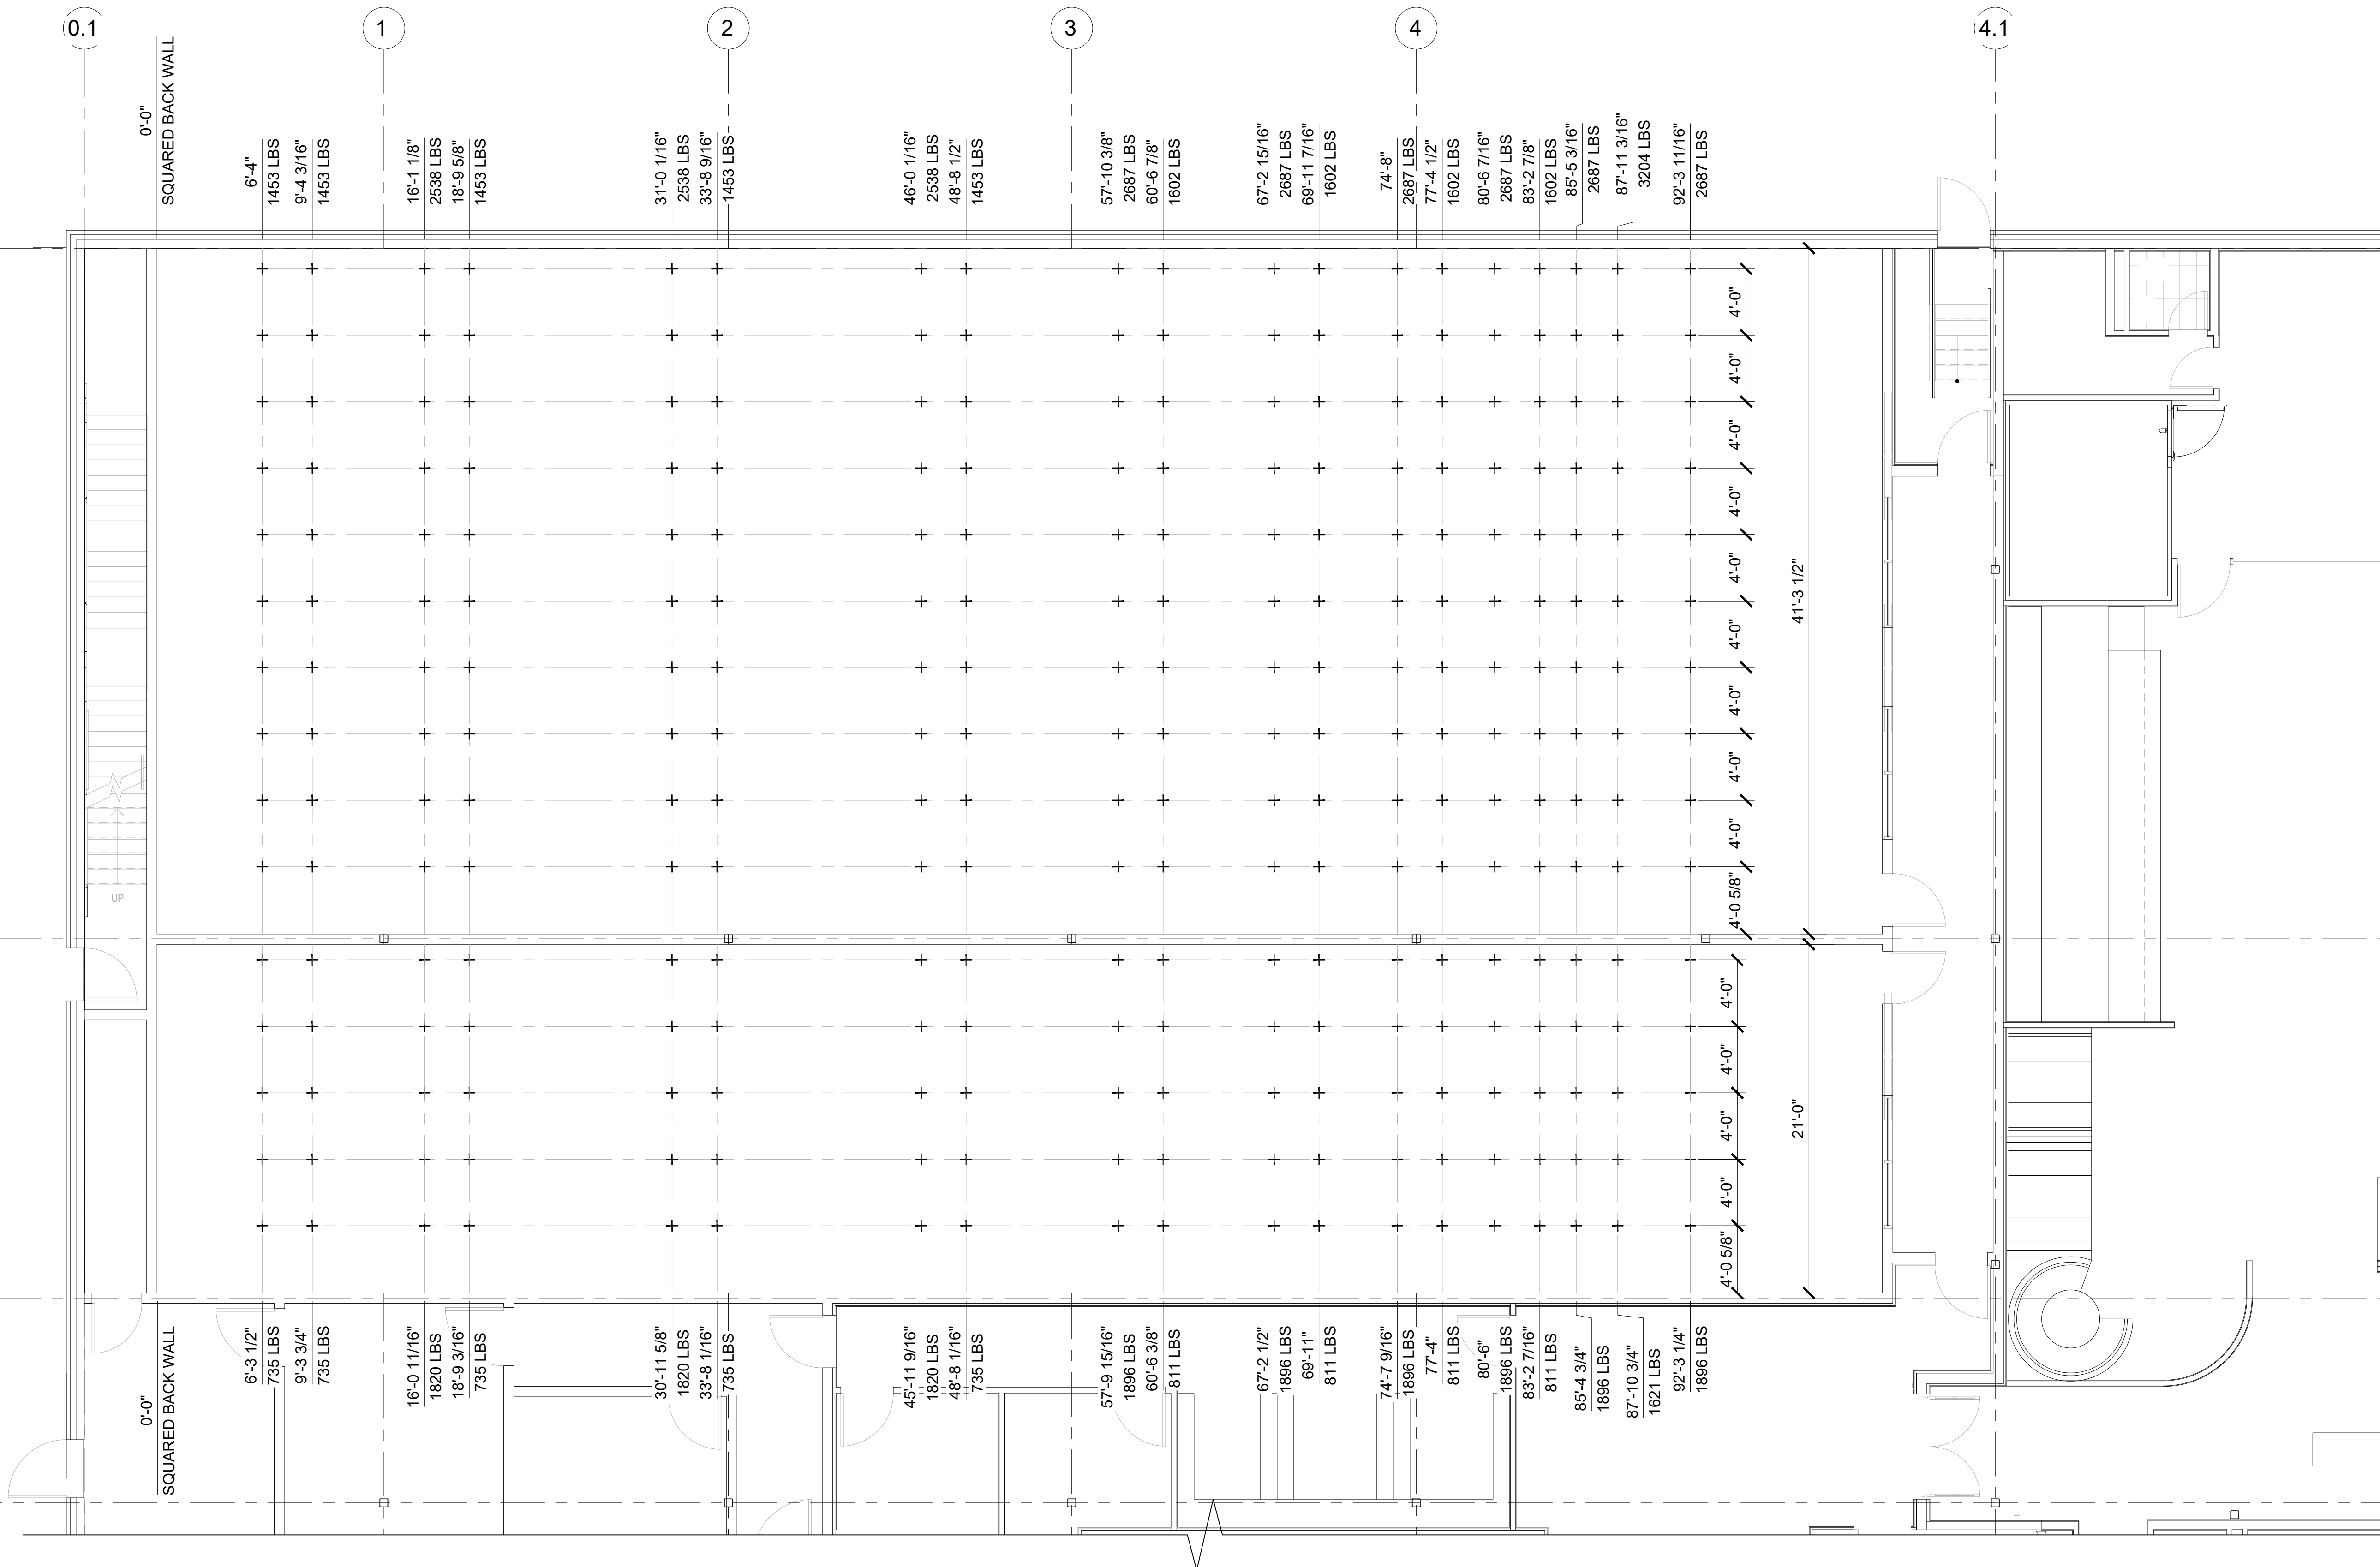 0.1
1
2
3
4
4.1
0'-0"
SQUARED BACK WALL
6'-4"
1453 LBS
9'-4 3/16"
1453 LBS
16'-1 1/8"
2538 LBS
18'-9 5/8"
1453 LBS
31'-0 1/16"
2538 LBS
33'-8 9/16"
1453 LBS
46'-0 1/16"
2538 LBS
48'-8 1/2"
1453 LBS
57'-10 3/8"
2687 LBS
60'-6 7/8"
1602 LBS
67'-2 15/16"
2687 LBS
69'-11 7/16"
1602 LBS
74'-8"
2687 LBS
77'-4 1/2"
1602 LBS
80'-6 7/16"
2687 LBS
83'-2 7/8"
1602 LBS
85'-5 3/16"
2687 LBS
87'-11 3/16"
3204 LBS
92'-3 11/16"
2687 LBS
4'-0"
4'-0"
4'-0"
4'-0"
4'-0"
4'-0"
4'-0"
4'-0"
4'-0"
4'-0 5/8"
41'-3 1/2"
UP
4'-0"
4'-0"
4'-0"
4'-0"
4'-0 5/8"
21'-0"
0'-0"
SQUARED BACK WALL
6'-3 1/2"
735 LBS
9'-3 3/4"
735 LBS
16'-0 11/16"
1820 LBS
18'-9 3/16"
735 LBS
30'-11 5/8"
1820 LBS
33'-8 1/16"
735 LBS
45'-11 9/16"
1820 LBS
48'-8 1/16"
735 LBS
57'-9 15/16"
1896 LBS
60'-6 3/8"
811 LBS
67'-2 1/2"
1896 LBS
69'-11"
811 LBS
74'-7 9/16"
1896 LBS
77'-4"
811 LBS
80'-6"
1896 LBS
83'-2 7/16"
811 LBS
85'-4 3/4"
1896 LBS
87'-10 3/4"
1621 LBS
92'-3 1/4"
1896 LBS